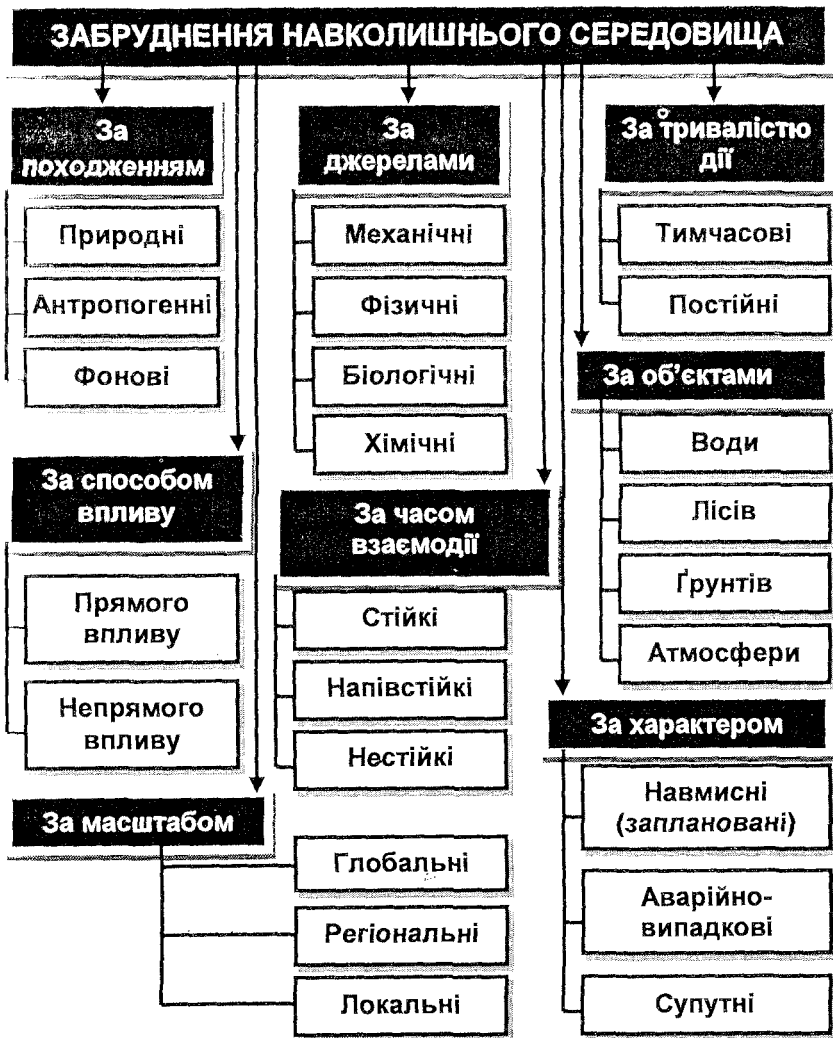 ЗАБРУДНЕННЯ НАВКОЛИШНЬОГО СЕРЕДОВИЩА
За
походженням
Природні
Антропогенні
Фонові
За способом
впливу
Прямого
впливу
Непрямого
впливу
За масштабом
Глобальні
Регіональні
Локальні
За
джерелами
Механічні
Фізичні
Біологічні
Хімічні
За часом
взаємодії
Стійкі
Напівстійкі
Нестійкі
За тривалістю
дії
Тимчасові
Постійні
За об'єктами
Води
Лісів
Ґрунтів
Атмосфери
За характером
Навмисні
(заплановані)
Аварійно-
випадкові
Супутні